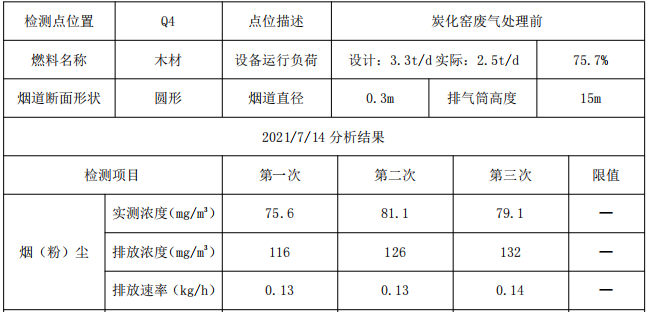 检测点位置 Q4 点位描述 炭化窑废气处理前
燃料名称 木材 设备运行负荷 设计：3.3t/d 实际：2.5t/d 75.7%
烟道断面形状 圆形 烟道直径 0.3m 排气筒高度 15m
2021/7/14 分析结果
检测项目 第一次 第二次 第三次 限值
烟（粉）尘
实测浓度(mg/m³) 75.6 81.1 79.1 —
排放浓度(mg/m³) 116 126 132 —
排放速率（kg/h） 0.13 0.13 0.14 —